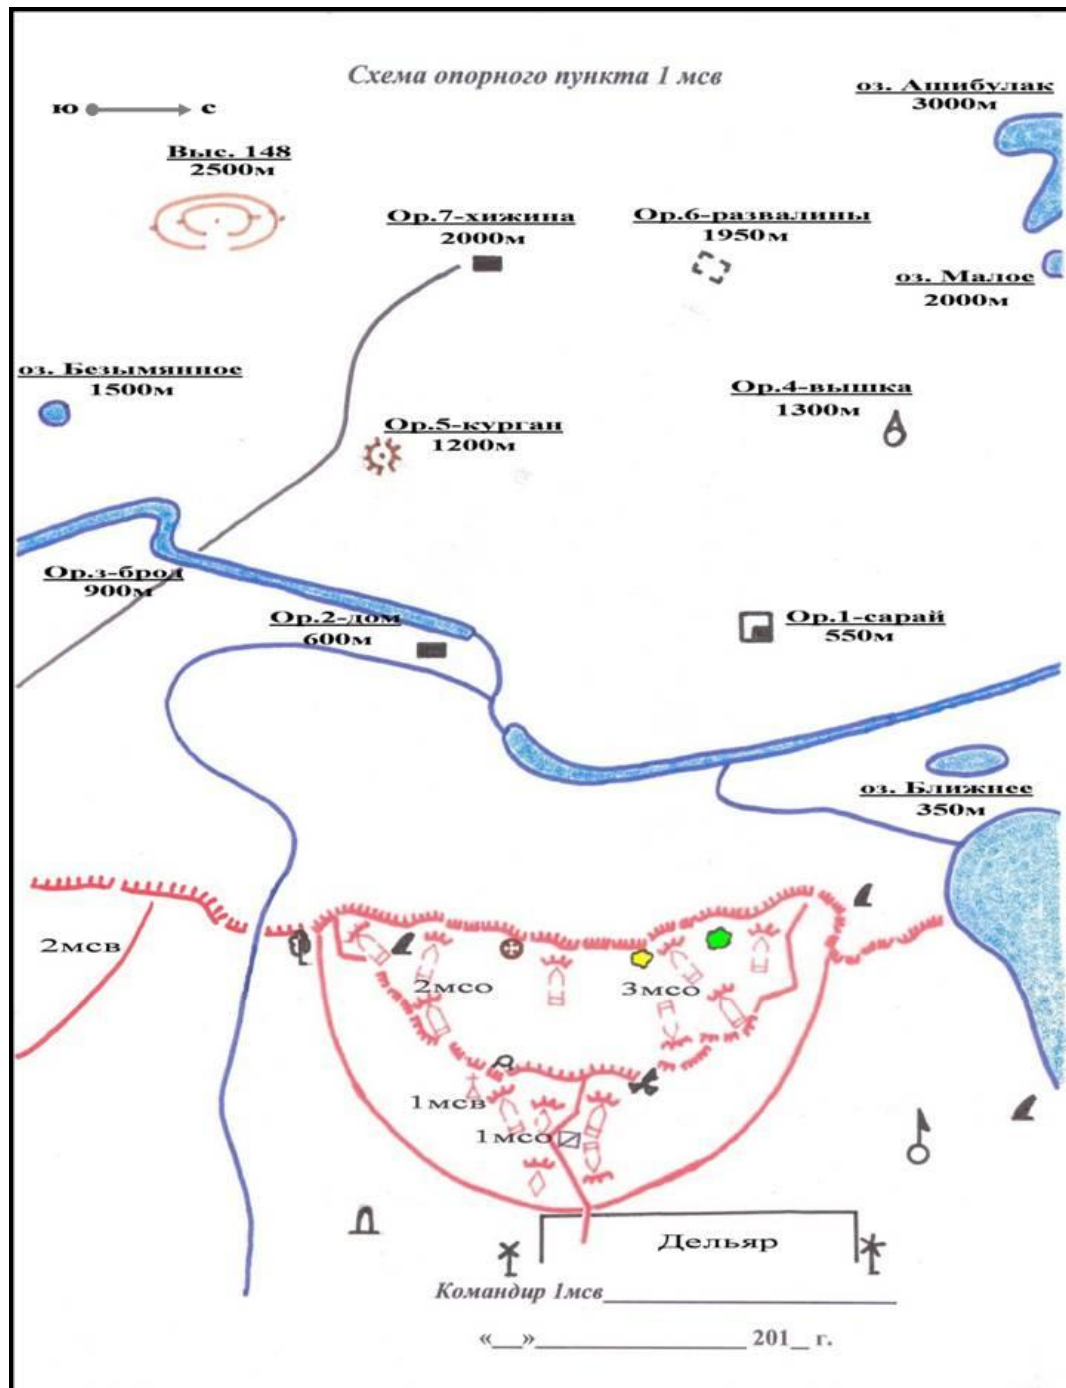 Схема опорного пункта 1 мсв
оз. Ашибулак
3000м
ю
с
Выс. 148
2500м
Ор.7-хижина
2000м
Ор.6-развалины
1950м
оз. Малое
2000м
оз. Безымянное
1500м
Ор.4-вышка
1300м
Ор.5-курган
1200м
Ор.з-брод
900м
Ор.2-дом
600м
Ор.1-сарай
550м
оз. Ближнее
350м
2мсв
2мсо
3мсо
1мсв
1мсо
Дельяр
Командир 1мсв______________________
«__»________________ 201_ г.